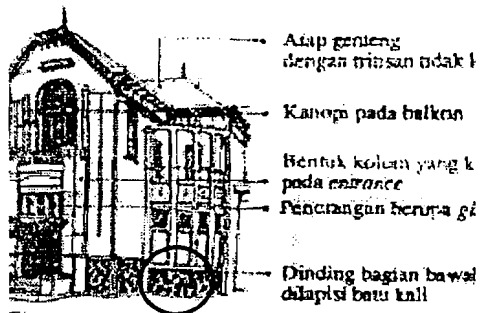 Atap genteng
dengan tritisan tidak
Kanopi pada balkon
Bentuk kolom yang k
pada entrance
Penerangan berupa
Dinding bagian bawah
dilapisi batu kali